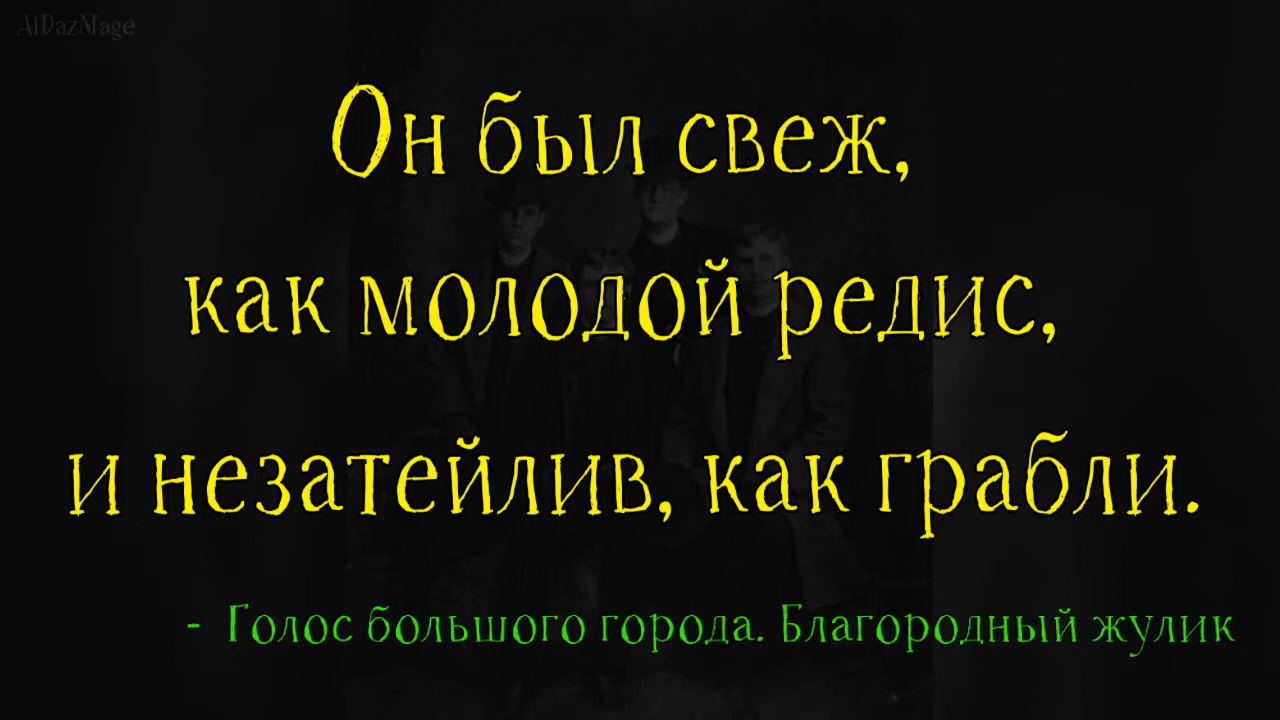 AlDazMage
Он был свеж,
как молодой редис,
и незатейлив, как грабли.
- Голос большого города. Благородный жулик